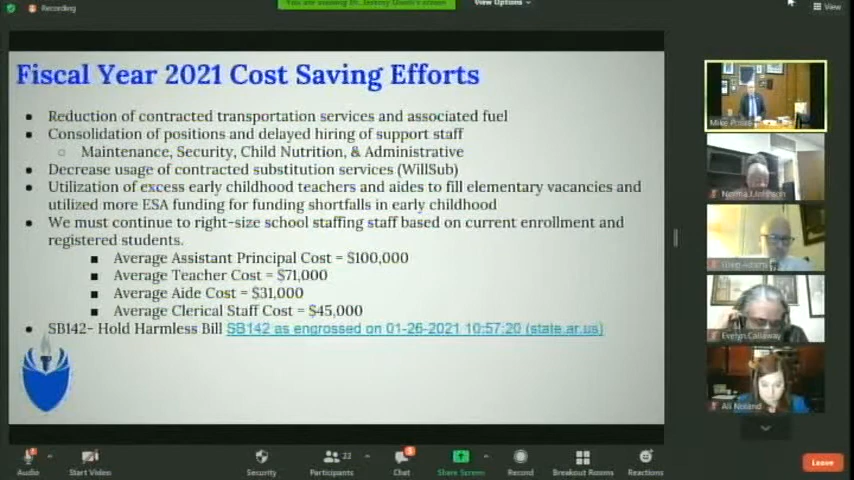 Recording
View Options
View
Fiscal Year 2021 Cost Saving Efforts
Reduction of contracted transportation services and associated fuel
Consolidation of positions and delayed hiring of support staff
Maintenance, Security, Child Nutrition, & Administrative
Decrease usage of contracted substitution services (WillSub)
Utilization of excess early childhood teachers and aides to fill elementary vacancies and
utilized more ESA funding for funding shortfalls in early childhood
We must continue to right-size school staffing staff based on current enrollment and
registered students.
Average Assistant Principal Cost = $100,000
Average Teacher Cost = $71,000
Average Aide Cost = $31,000
Average Clerical Staff Cost = $45,000
SB142- Hold Harmless Bill SB142 as engrossed on 01-26-2021 10:57:20 (state.ar.us)
Mike
Evelyn Callaway
Ali Noland
Audio
Start Video
Security
Participants
22
Chat
Share Screen
Record
Breakout Rooms
Reactions
Leave